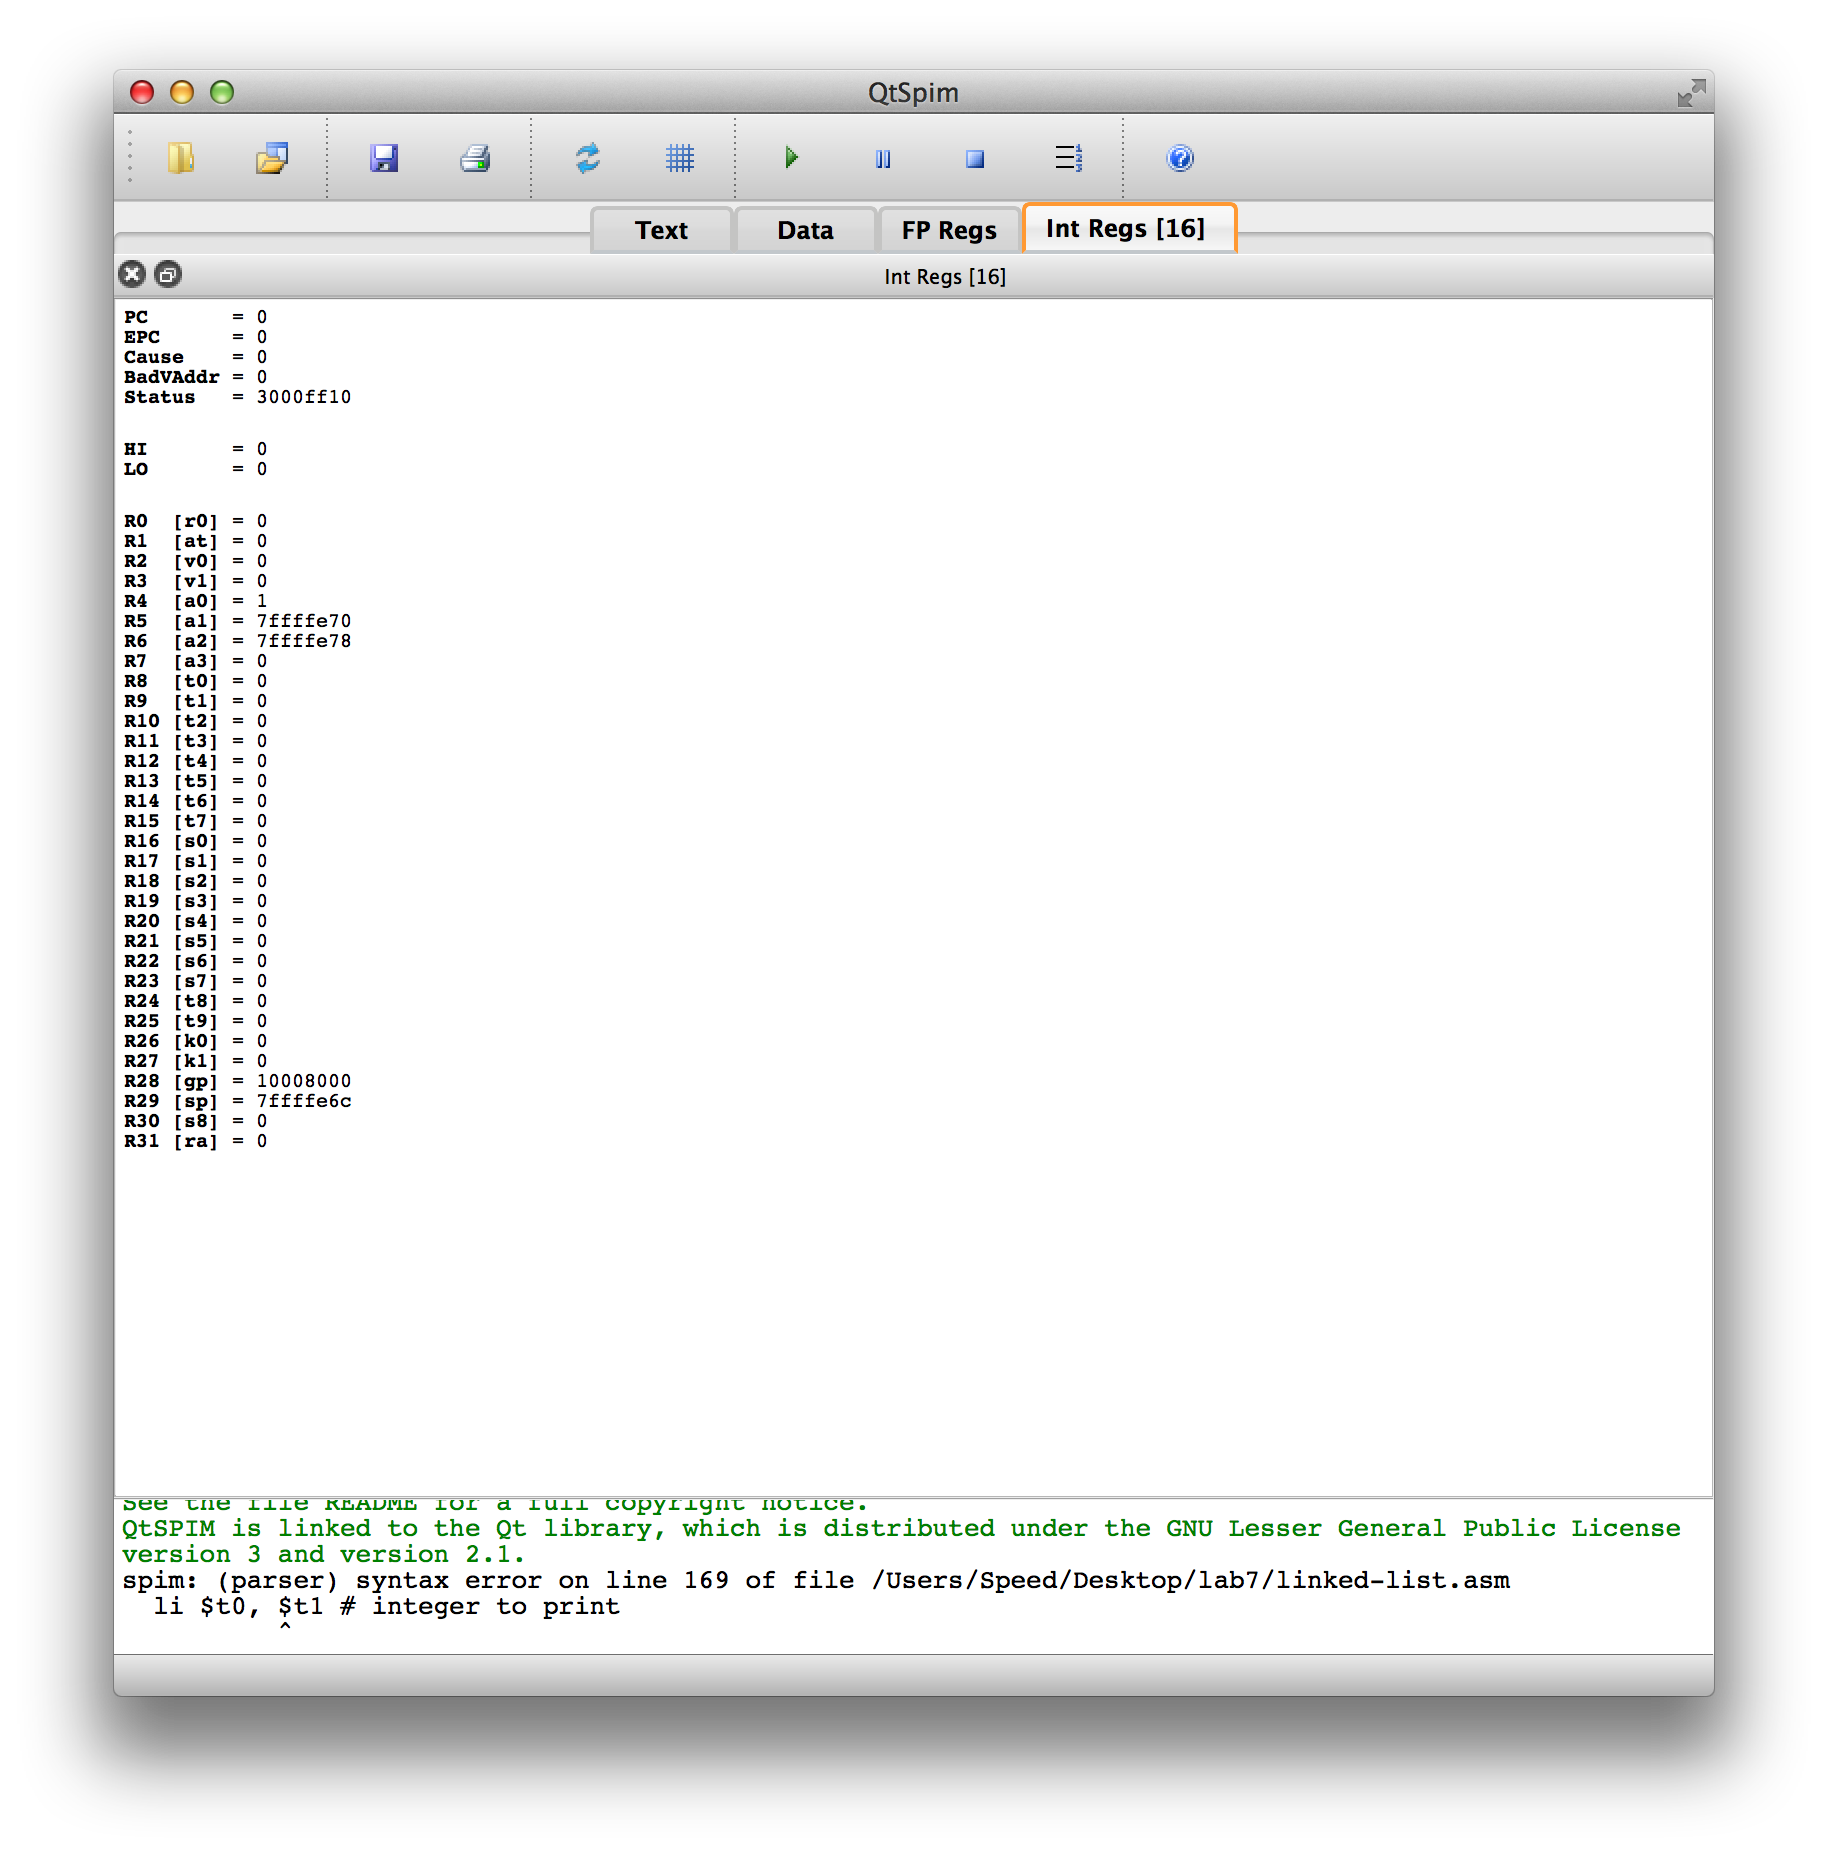 QtSpim
Text
Data
FP Regs
Int Regs [16]
Int Regs [16]
PC = 0
EPC = 0
Cause = 0
BadVAddr = 0
Status = 3000ff10
HI = 0
LO = 0
R0 [r0] = 0
R1 [at] = 0
R2 [v0] = 0
R3 [v1] = 0
R4 [a0] = 1
R5 [a1] = 7ffffe70
R6 [a2] = 7ffffe78
R7 [a3] = 0
R8 [t0] = 0
R9 [t1] = 0
R10 [t2] = 0
R11 [t3] = 0
R12 [t4] = 0
R13 [t5] = 0
R14 [t6] = 0
R15 [t7] = 0
R16 [s0] = 0
R17 [s1] = 0
R18 [s2] = 0
R19 [s3] = 0
R20 [s4] = 0
R21 [s5] = 0
R22 [s6] = 0
R23 [s7] = 0
R24 [t8] = 0
R25 [t9] = 0
R26 [k0] = 0
R27 [k1] = 0
R28 [gp] = 10008000
R29 [sp] = 7ffffe6c
R30 [s8] = 0
R31 [ra] = 0
See the file README for a full copyright notice.
QtSPIM is linked to the Qt library, which is distributed under the GNU Lesser General Public License
version 3 and version 2.1.
spim: (parser) syntax error on line 169 of file /Users/Speed/Desktop/lab7/linked-list.asm
li $t0, $t1 # integer to print
^